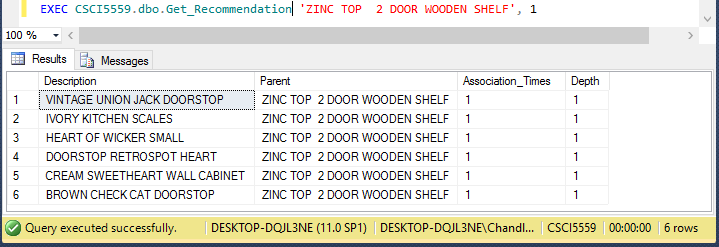 EXEC CSCI5559.dbo.Get_Recommendation 'ZINC TOP  2 DOOR WOODEN SHELF', 1
100 %
Results Messages
Description Parent Association_Times Depth
1 VINTAGE UNION JACK DOORSTOP ZINC TOP  2 DOOR WOODEN SHELF 1 1
2 IVORY KITCHEN SCALES ZINC TOP  2 DOOR WOODEN SHELF 1 1
3 HEART OF WICKER SMALL ZINC TOP  2 DOOR WOODEN SHELF 1 1
4 DOORSTOP RETROSPOT HEART ZINC TOP  2 DOOR WOODEN SHELF 1 1
5 CREAM SWEETHEART WALL CABINET ZINC TOP  2 DOOR WOODEN SHELF 1 1
6 BROWN CHECK CAT DOORSTOP ZINC TOP  2 DOOR WOODEN SHELF 1 1
Query executed successfully. DESKTOP-DQJL3NE (11.0 SP1) DESKTOP-DQJL3NE\Chandl... CSCI5559 00:00:00 6 rows